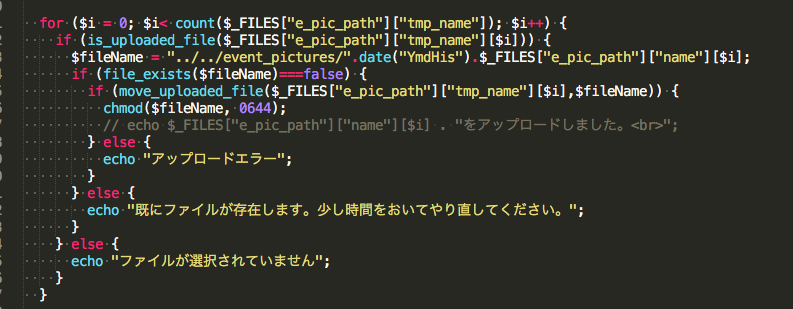 for ($i = 0; $i< count($_FILES["e_pic_path"]["tmp_name"]); $i++) {
if (is_uploaded_file($_FILES["e_pic_path"]["tmp_name"][$i])) {
$fileName = "../../event_pictures/".date("YmdHis").$_FILES["e_pic_path"]["name"][$i];
if (file_exists($fileName)===false) {
if (move_uploaded_file($_FILES["e_pic_path"]["tmp_name"][$i],$fileName)) {
chmod($fileName, 0644);
// echo $_FILES["e_pic_path"]["name"][$i] . "をアップロードしました。<br>";
} else {
echo "アップロードエラー";
}
} else {
echo "既にファイルが存在します。少し時間をおいてやり直してください。";
}
} else {
echo "ファイルが選択されていません";
}
}